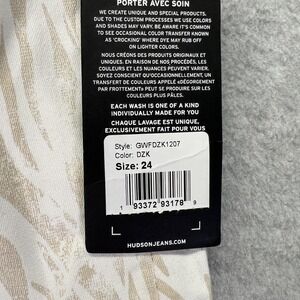 PORTER AVEC SOIN
WE CREATE UNIQUE AND SPECIAL PRODUCTS.
DUE TO THE CUSTOM PROCESSES WE USE COLORS
AND SHADES MAY VARY. BE AWARE IT'S COMMON
TO SEE OCCASIONAL COLOR TRANSFER KNOWN
AS 'CROCKING' WHERE DYE MAY RUB OFF
ON LIGHTER COLORS.
NOUS CRÉONS DES PRODUITS ORIGINAUX ET
UNIQUES. EN RAISON DE NOS PROCÉDÉS, LES
COULEURS ET LES NUANCES PEUVENT VARIER.
SOYEZ CONSCIENT QU'OCCASIONNELLEMENT, UN
TRANSFERT DE COULEUR APPELÉ «DÉGORGEMENT
PAR FROTTEMENT» PEUT SE PRODUIRE SUR LES
COULEURS PLUS PÂLES.
EACH WASH IS ONE OF A KIND
INDIVIDUALLY MADE FOR YOU
CHAQUE LAVAGE EST UNIQUE,
EXCLUSIVEMENT FAIT POUR VOUS
Style: GWFDZK1207
Color: DZK
Size: 24
1 93372 93178 9
HUDSONJEANS.COM